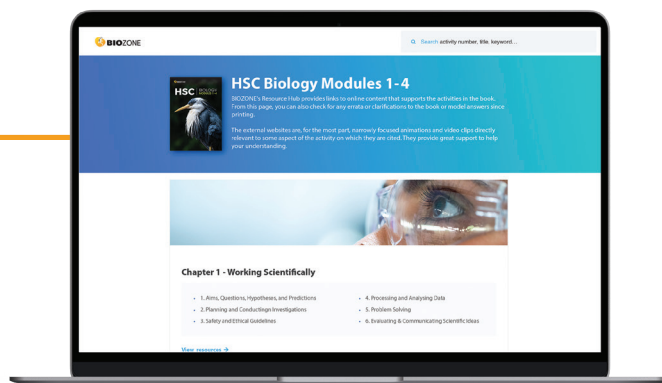 BIOZONE
Search activity number, title, keyword...
HSC BIOLOGY
MODULES 1-4
HSC Biology Modules 1-4
BIOZONE's Resource Hub provides links to online content that supports the activities in the book.
From this page, you can also check for any errata or clarifications to the book or model answers since
printing.
The external websites are, for the most part, narrowly focused animations and video clips directly
relevant to some aspect of the activity on which they are cited. They provide great support to help
your understanding.
Chapter 1 - Working Scientifically
• 1. Aims, Questions, Hypotheses, and Predictions
• 2. Planning and Conductingn Investigations
• 3. Safety and Ethical Guidelines
• 4. Processing and Analysing Data
• 5. Problem Solving
• 6. Evaluating & Communicating Scientific Ideas
View resources →